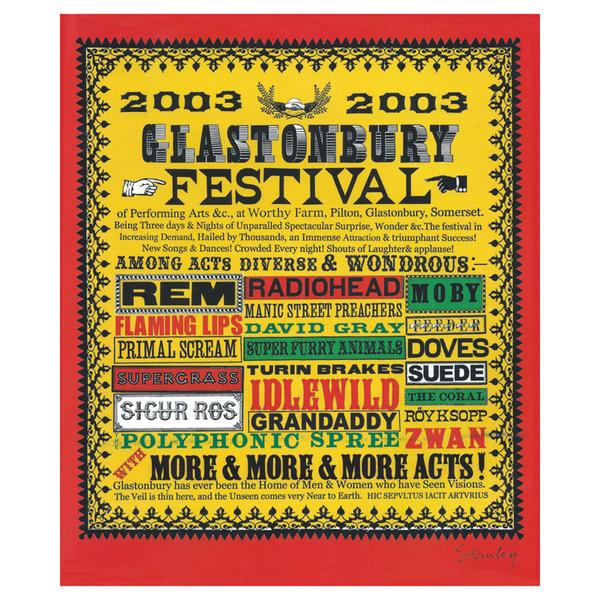 2003 2003
GLASTONBURY
FESTIVAL
of Performing Arts &c., at Worthy Farm, Pilton, Glastonbury, Somerset.
Being Three days & Nights of Unparalled Spectacular Surprise, Wonder &c.The festival in
Increasing Demand, Hailed by Thousands, an Immense Attraction & triumphant Success!
New Songs & Dances! Crowded Every night! Shouts of Laughter& applause!
AMONG ACTS DIVERSE & WONDROUS:—
REM
RADIOHEAD
MOBY
MANIC STREET PREACHERS
FLAMING LIPS
DAVID GRAY
FEEDER
PRIMAL SCREAM
SUPER FURRY ANIMALS
DOVES
SUPERGRASS
TURIN BRAKES
SUEDE
IDLEWILD
THE CORAL
SIGUR ROS
GRANDADDY
RÖYKSOPP
THE POLYPHONIC SPREE
ZWAN
WITH MORE & MORE & MORE ACTS!
Glastonbury has ever been the Home of Men & Women who have Seen Visions.
The Veil is thin here, and the Unseen comes very Near to Earth. HIC SEPVLTVS IACIT ARTVRIVS
Stanley